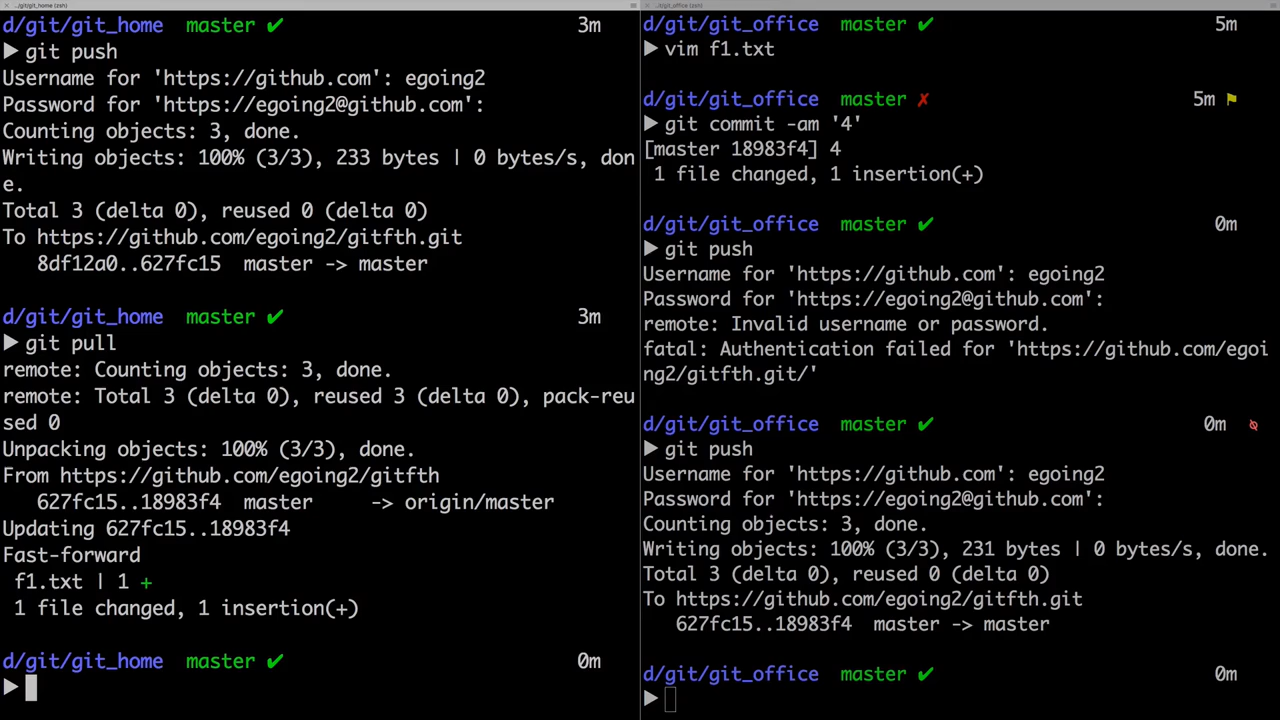 ../git/git_home (zsh)
d/git/git_home master ✔ 3m
▶ git push
Username for 'https://github.com': egoing2
Password for 'https://egoing2@github.com':
Counting objects: 3, done.
Writing objects: 100% (3/3), 233 bytes | 0 bytes/s, don
e.
Total 3 (delta 0), reused 0 (delta 0)
To https://github.com/egoing2/gitfth.git
8df12a0..627fc15 master -> master
d/git/git_home master ✔ 3m
▶ git pull
remote: Counting objects: 3, done.
remote: Total 3 (delta 0), reused 3 (delta 0), pack-reu
sed 0
Unpacking objects: 100% (3/3), done.
From https://github.com/egoing2/gitfth
627fc15..18983f4 master -> origin/master
Updating 627fc15..18983f4
Fast-forward
f1.txt | 1 +
1 file changed, 1 insertion(+)
d/git/git_home master ✔ 0m
▶
../git/git_office (zsh)
d/git/git_office master ✔ 5m
▶ vim f1.txt
d/git/git_office master ✗ 5m ⚑
▶ git commit -am '4'
[master 18983f4] 4
1 file changed, 1 insertion(+)
d/git/git_office master ✔ 0m
▶ git push
Username for 'https://github.com': egoing2
Password for 'https://egoing2@github.com':
remote: Invalid username or password.
fatal: Authentication failed for 'https://github.com/egoi
ng2/gitfth.git/'
d/git/git_office master ✔ 0m
▶ git push
Username for 'https://github.com': egoing2
Password for 'https://egoing2@github.com':
Counting objects: 3, done.
Writing objects: 100% (3/3), 231 bytes | 0 bytes/s, done.
Total 3 (delta 0), reused 0 (delta 0)
To https://github.com/egoing2/gitfth.git
627fc15..18983f4 master -> master
d/git/git_office master ✔ 0m
▶